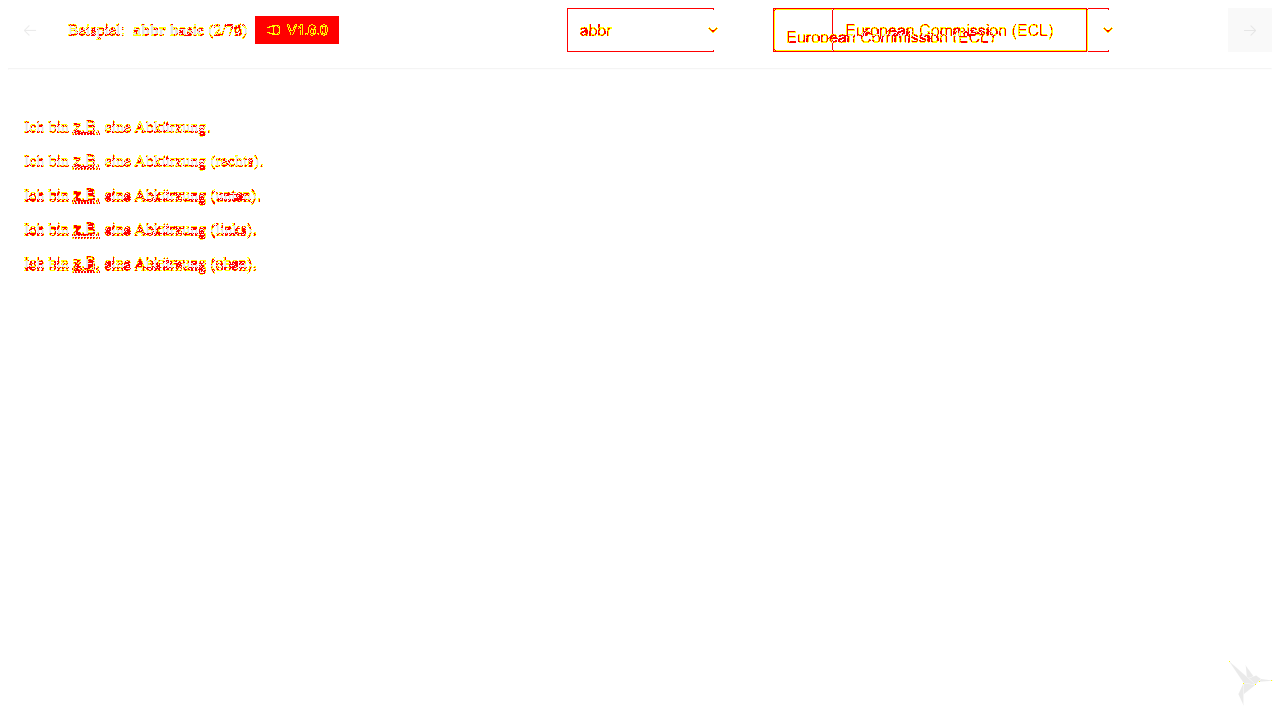 Beispiel: abbr basic (2/76) V1.6.0
abbr
European Commission (ECL)
European Commission (ECL)
Ich bin z.B. eine Abkürzung.
Ich bin z.B. eine Abkürzung (rechts).
Ich bin z.B. eine Abkürzung (unten).
Ich bin z.B. eine Abkürzung (links).
Ich bin z.B. eine Abkürzung (oben).